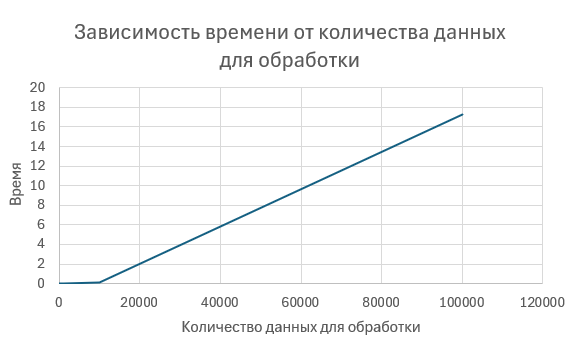 Зависимость времени от количества данных
для обработки
20
18
16
14
12
10
8
6
4
2
0
Время
0 20000 40000 60000 80000 100000 120000
Количество данных для обработки